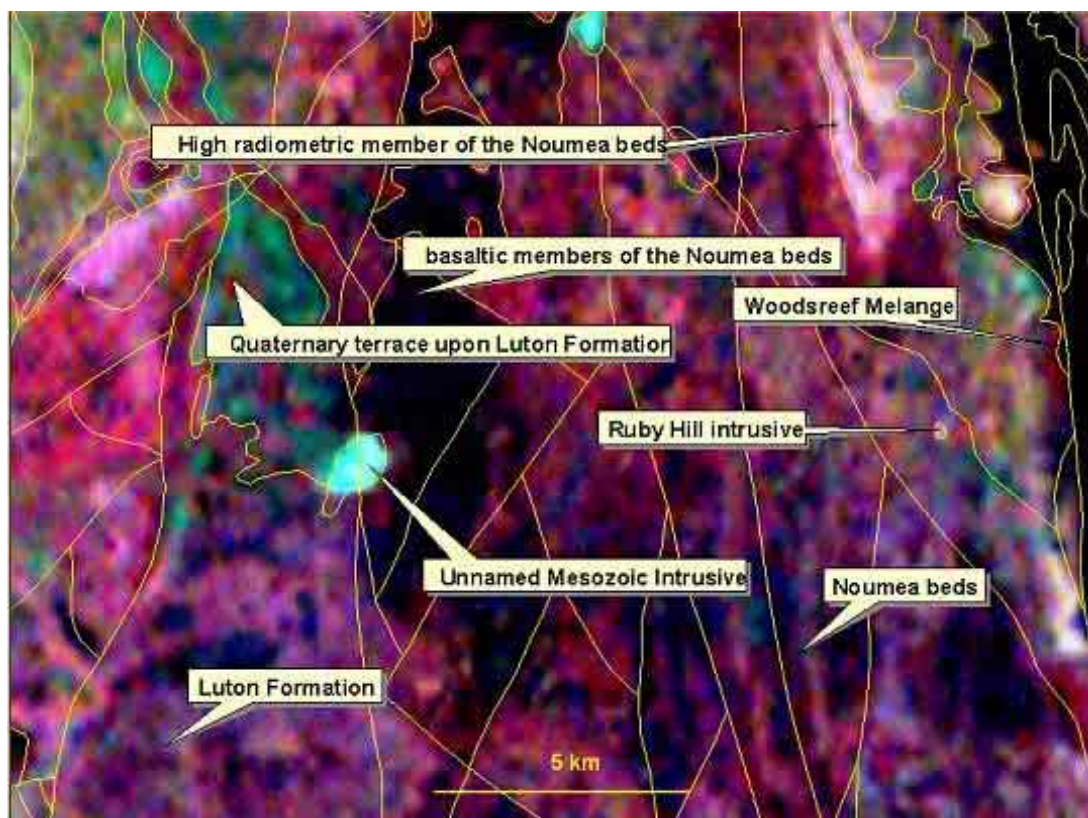 High radiometric member of the Noumea beds
basaltic members of the Noumea beds
Woodsreef Melange
Quaternary terrace upon Luton Formation
Ruby Hill intrusive
Unnamed Mesozoic Intrusive
Noumea beds
Luton Formation
5 km